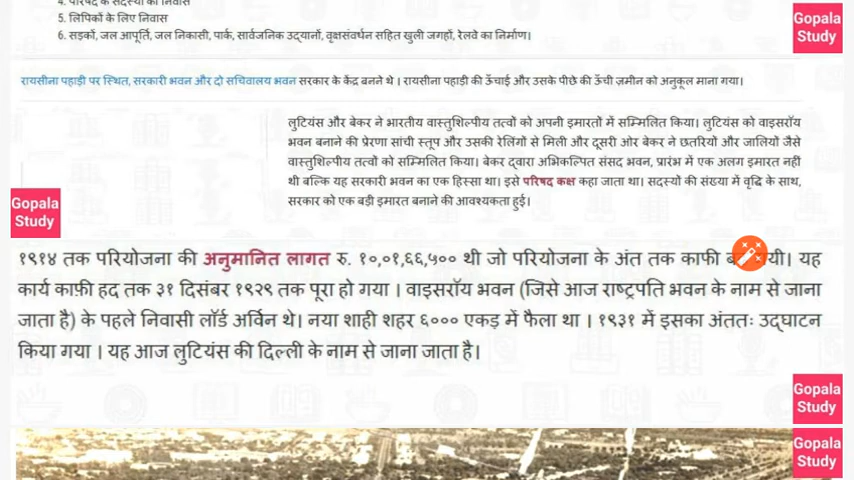 4. परिषद के सदस्यों का निवास
5. लिपिकों के लिए निवास
6. सड़कों, जल आपूर्ति, जल निकासी, पार्क, सार्वजनिक उद्यानों, वृक्षसंवर्धन सहित खुली जगहों, रेलवे का निर्माण।
Gopala
Study
रायसीना पहाड़ी पर स्थित, सरकारी भवन और दो सचिवालय भवन सरकार के केंद्र बनने थे । रायसीना पहाड़ी की ऊँचाई और उसके पीछे की ऊँची ज़मीन को अनुकूल माना गया।
लुटियंस और बेकर ने भारतीय वास्तुशिल्पीय तत्वों को अपनी इमारतों में सम्मिलित किया। लुटियंस को वाइसरॉय
भवन बनाने की प्रेरणा सांची स्तूप और उसकी रेलिंगों से मिली और दूसरी ओर बेकर ने छतरियों और जालियों जैसे
वास्तुशिल्पीय तत्वों को सम्मिलित किया। बेकर द्वारा अभिकल्पित संसद भवन, प्रारंभ में एक अलग इमारत नहीं
थी बल्कि यह सरकारी भवन का एक हिस्सा था। इसे परिषद कक्ष कहा जाता था। सदस्यों की संख्या में वृद्धि के साथ,
सरकार को एक बड़ी इमारत बनाने की आवश्यकता हुई।
Gopala
Study
१९१४ तक परियोजना की अनुमानित लागत रु. १०,०१,६६,५०० थी जो परियोजना के अंत तक काफी यी। यह
कार्य काफ़ी हद तक ३१ दिसंबर १९२९ तक पूरा हो गया । वाइसरॉय भवन (जिसे आज राष्ट्रपति भवन के नाम से जाना
जाता है) के पहले निवासी लॉर्ड अर्विन थे। नया शाही शहर ६००० एकड़ में फैला था । १९३१ में इसका अंततः उद्घाटन
किया गया । यह आज लुटियंस की दिल्ली के नाम से जाना जाता है।
Gopala
Study
Gopala
Study